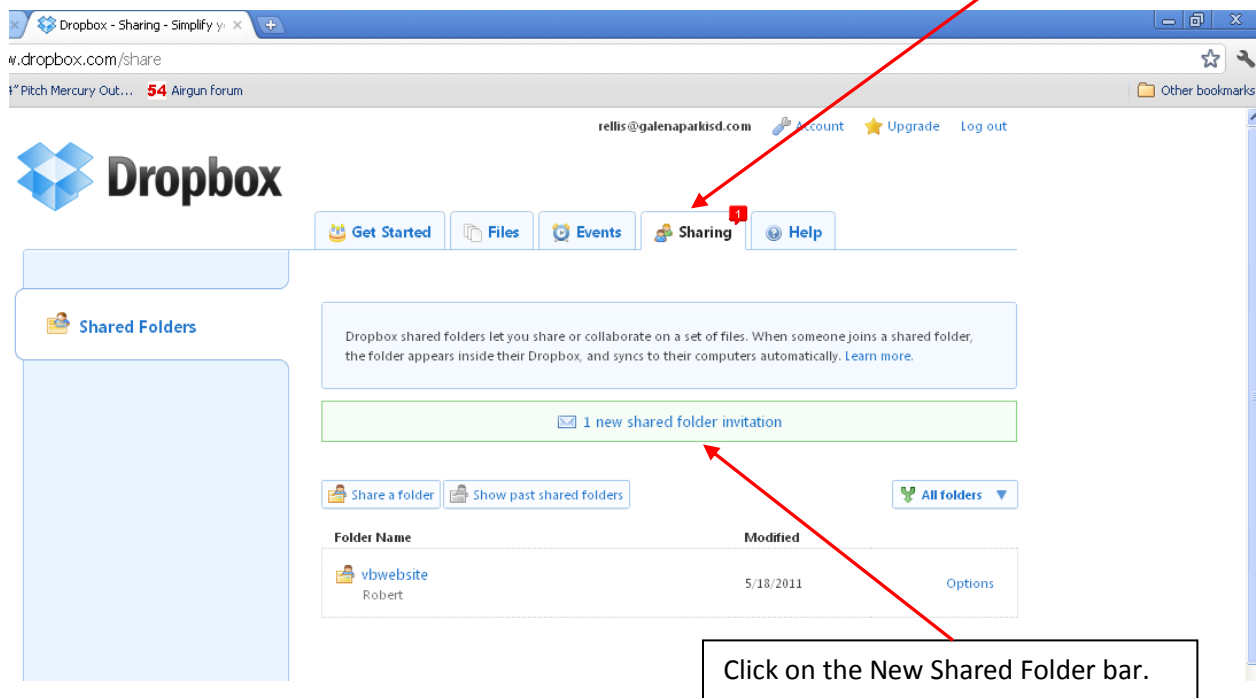 Dropbox - Sharing - Simplify y
w.dropbox.com/share
4" Pitch Mercury Out... 54 Airgun forum Other bookmarks
rellis@galenaparkisd.com Account Upgrade Log out
Dropbox
Get Started Files Events Sharing 1 Help
Shared Folders
Dropbox shared folders let you share or collaborate on a set of files. When someone joins a shared folder,
the folder appears inside their Dropbox, and syncs to their computers automatically. Learn more.
1 new shared folder invitation
Share a folder Show past shared folders All folders
Folder Name Modified
vbwebsite
Robert 5/18/2011 Options
Click on the New Shared Folder bar.